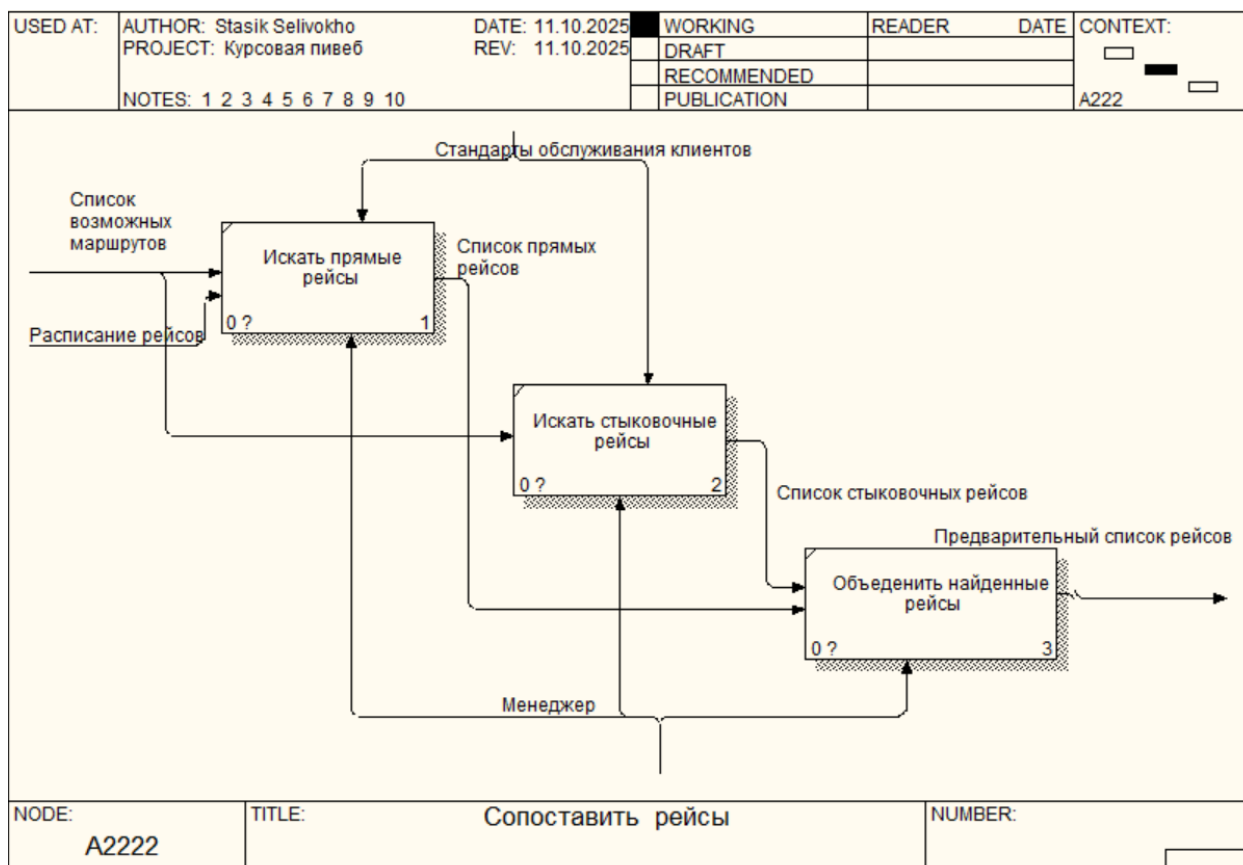 USED AT:
AUTHOR: Stasik Selivokho
DATE: 11.10.2025
PROJECT: Курсовая пивеб
REV: 11.10.2025
NOTES: 1 2 3 4 5 6 7 8 9 10
WORKING
DRAFT
RECOMMENDED
PUBLICATION
READER
DATE
CONTEXT:
A222
Стандарты обслуживания клиентов
Список
возможных
маршрутов
Искать прямые
рейсы
0 ?
1
Список прямых
рейсов
Расписание рейсов
Искать стыковочные
рейсы
0 ?
2
Список стыковочных рейсов
Предварительный список рейсов
Объеденить найденные
рейсы
0 ?
3
Менеджер
NODE:
A2222
TITLE:
Сопоставить рейсы
NUMBER: